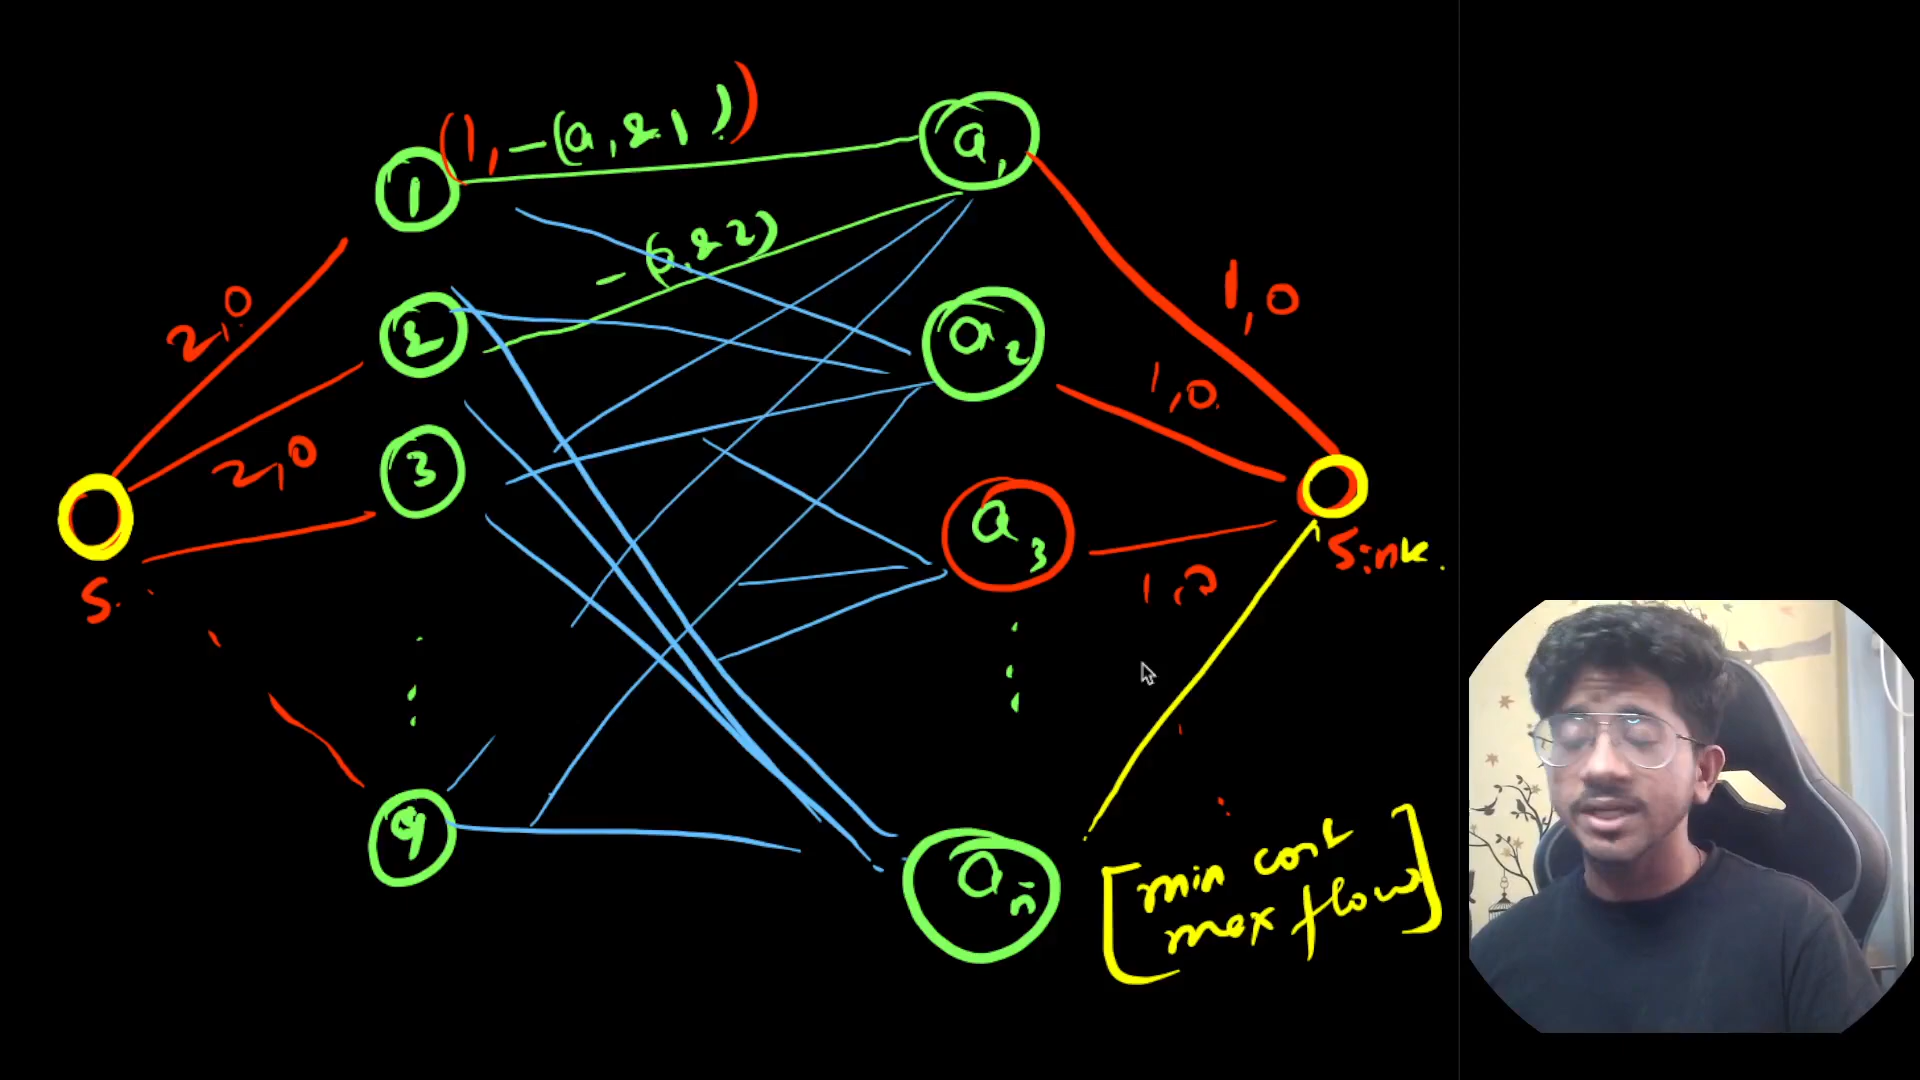 (1, -(a, & 1))
1
a1
- (a, & 2)
2,0
1,0
2
a2
1,0
2,0
3
a3
S
Sink.
1,0
9
an
[min cost
max flow]